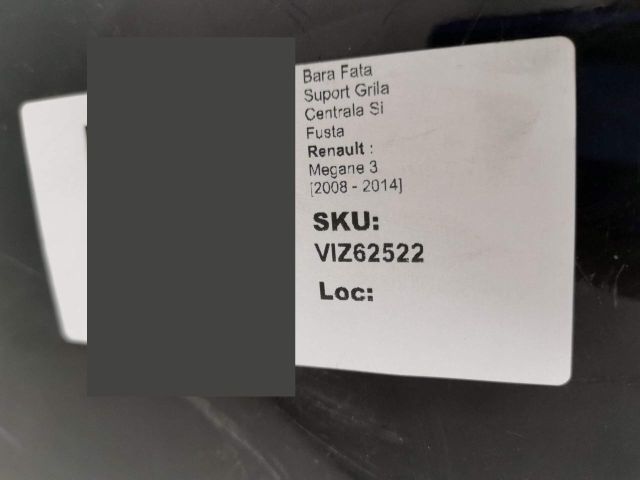 Bara Fata
Suport Grila
Centrala Si
Fusta
Renault :
Megane 3
[2008 - 2014]
SKU:
VIZ62522
Loc: